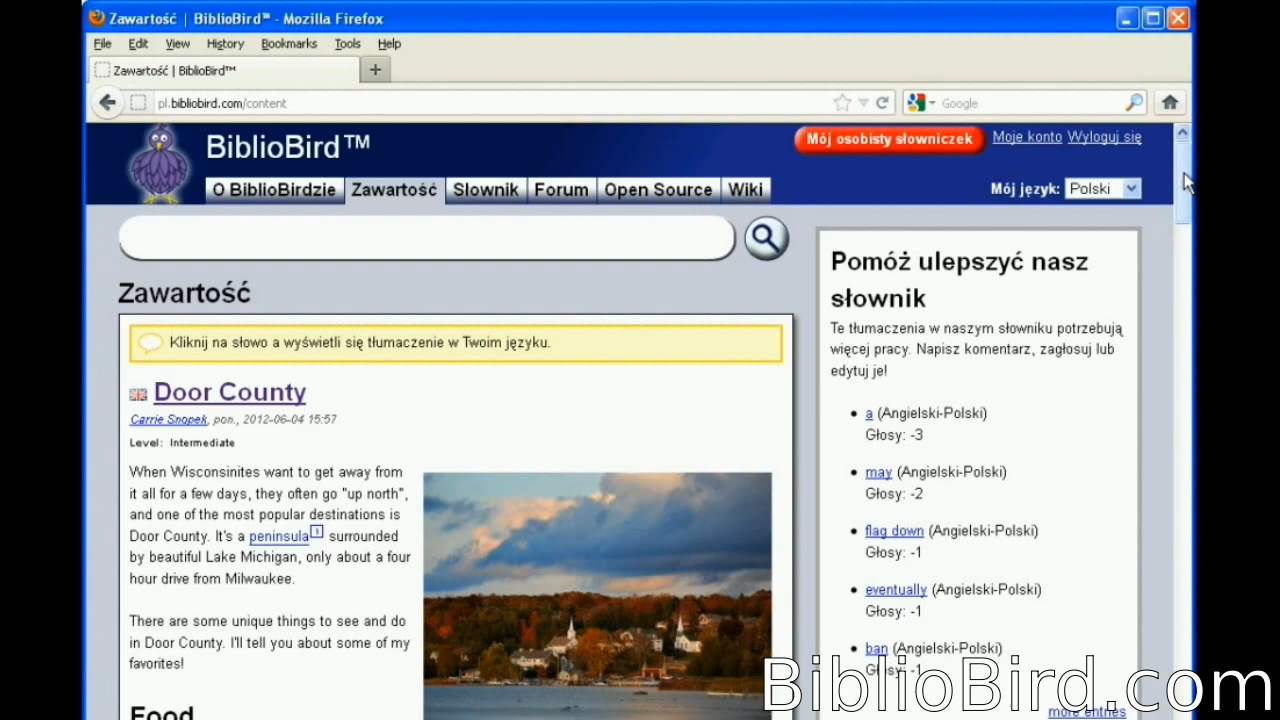 Zawartość | BiblioBird™ - Mozilla Firefox
File Edit View History Bookmarks Tools Help
Zawartość | BiblioBird™
pl.bibliobird.com/content
Google
BiblioBird™
Mój osobisty słowniczek
Moje konto Wyloguj się
O BiblioBirdzie Zawartość Slownik Forum Open Source Wiki
Mój język: Polski
Zawartość
Kliknij na słowo a wyświetli się tłumaczenie w Twoim języku.
Door County
Carrie Snopek, pon., 2012-06-04 15:57
Level: Intermediate
When Wisconsinites want to get away from
it all for a few days, they often go "up north",
and one of the most popular destinations is
Door County. It's a peninsula[1] surrounded
by beautiful Lake Michigan, only about a four
hour drive from Milwaukee.
There are some unique things to see and do
in Door County. I'll tell you about some of my
favorites!
Food
Pomóż ulepszyć nasz
słownik
Te tłumaczenia w naszym słowniku potrzebują
więcej pracy. Napisz komentarz, zagłosuj lub
edytuj je!
a (Angielski-Polski)
Głosy: -3
may (Angielski-Polski)
Głosy: -2
flag down (Angielski-Polski)
Głosy: -1
eventually (Angielski-Polski)
Głosy: -1
ban (Angielski-Polski)
Głosy: -1
more entries
BiblioBird.com